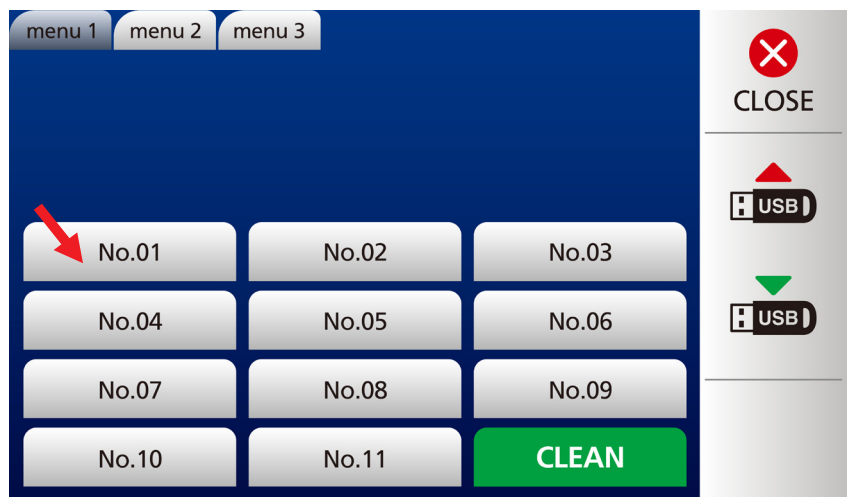 menu 1 menu 2 menu 3
CLOSE
USB
No.01 No.02 No.03
No.04 No.05 No.06
USB
No.07 No.08 No.09
No.10 No.11 CLEAN